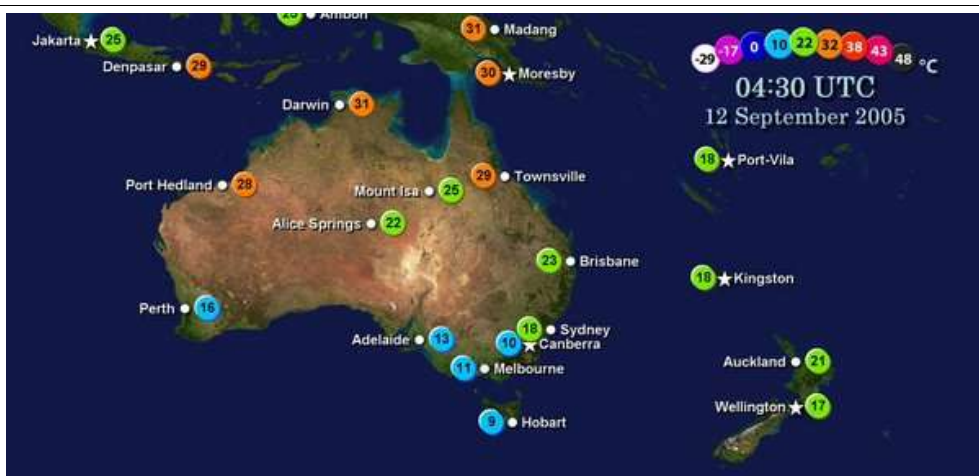 25 Ambon
31 Madang
Jakarta 25
-29 -17 0 10 22 32 38 43 48 °C
Denpasar 29
30 Moresby
04:30 UTC
Darwin 31
12 September 2005
18 Port-Vila
29 Townsville
Port Hedland 28
Mount Isa 25
Alice Springs 22
23 Brisbane
18 Kingston
Perth 16
18 Sydney
Adelaide 13
10 Canberra
Auckland 21
11 Melbourne
Wellington 17
9 Hobart